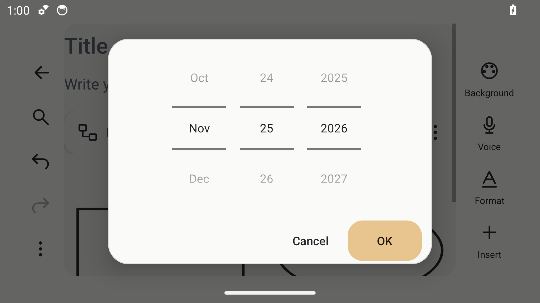 1:00
Title
Write y
Background
Voice
Format
Insert
Oct 24 2025
Nov 25 2026
Dec 26 2027
Cancel OK